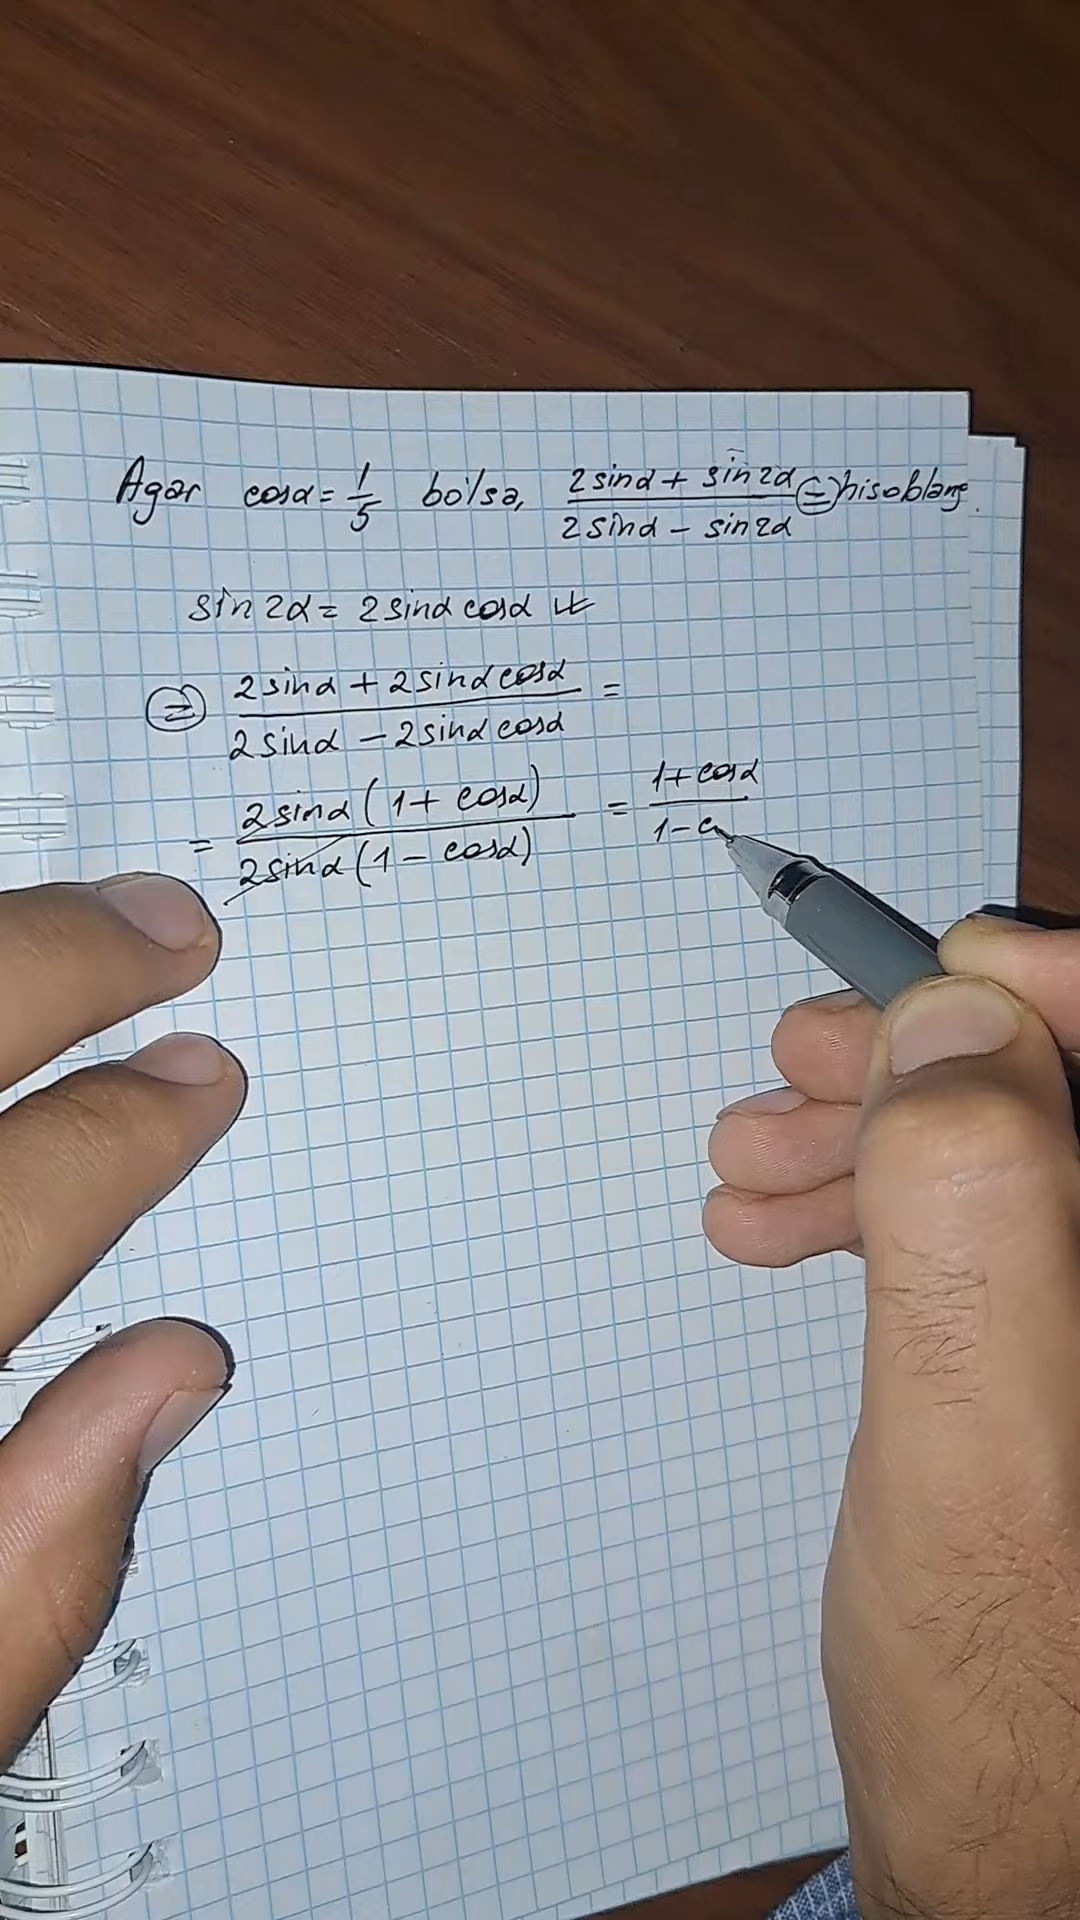 Agar cosα = 1/5 bo'lsa, (2sinα + sin2α)/(2sinα - sin2α) = hisoblang.
sin2α = 2sinα cosα
= (2sinα + 2sinα cosα)/(2sinα - 2sinα cosα) =
= (2sinα(1 + cosα))/(2sinα(1 - cosα)) = (1 + cosα)/(1 - c